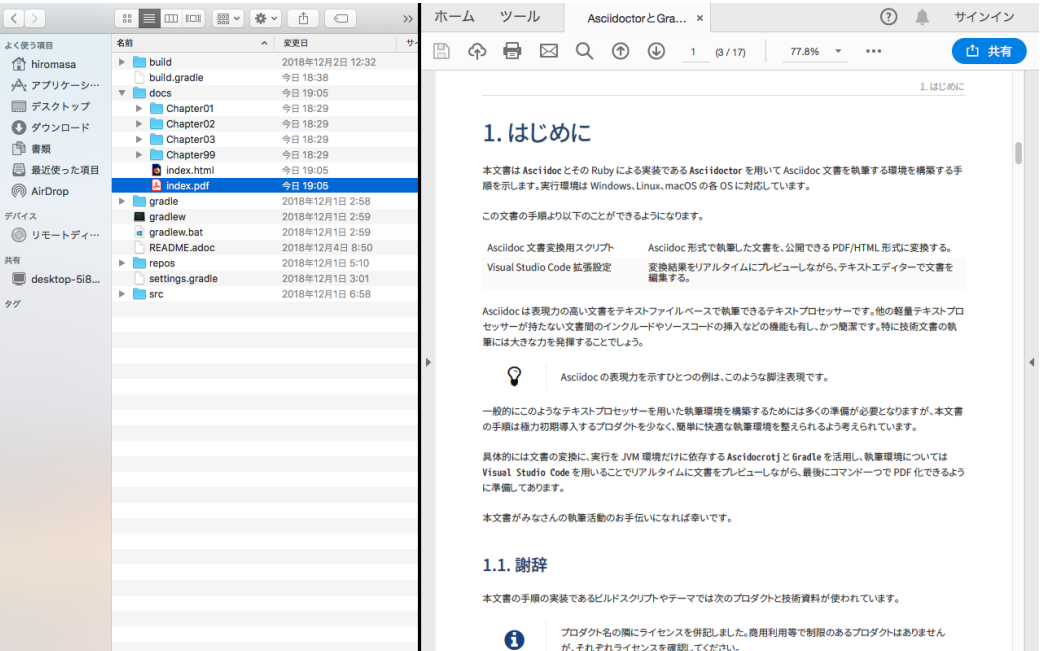 よく使う項目
hiromasa
アプリケーシ…
デスクトップ
ダウンロード
書類
最近使った項目
AirDrop
デバイス
リモートディ…
共有
desktop-5i8...
タグ
名前 変更日 サイ
build 2018年12月2日 12:32
build.gradle 今日 18:38
docs 今日 19:05
Chapter01 今日 18:29
Chapter02 今日 18:29
Chapter03 今日 18:29
Chapter99 今日 18:29
index.html 今日 19:05
index.pdf 今日 19:05
gradle 2018年12月1日 2:58
gradlew 2018年12月1日 2:59
gradlew.bat 2018年12月1日 2:59
README.adoc 2018年12月4日 8:50
repos 2018年12月1日 5:10
settings.gradle 2018年12月1日 3:01
src 2018年12月1日 6:58
ホーム ツール AsciidoctorとGra... × サインイン
1 (3 / 17) 77.8% 共有
1. はじめに
1. はじめに
本文書は Asciidoc とその Ruby による実装である Asciidoctor を用いて Asciidoc 文書を執筆する環境を構築する手
順を示します。実行環境は Windows、Linux、macOS の各 OS に対応しています。
この文書の手順より以下のことができるようになります。
Asciidoc 文書変換用スクリプト Asciidoc 形式で執筆した文書を、公開できる PDF/HTML 形式に変換する。
Visual Studio Code 拡張設定 変換結果をリアルタイムにプレビューしながら、テキストエディターで文書を
編集する。
Asciidoc は表現力の高い文書をテキストファイルベースで執筆できるテキストプロセッサーです。他の軽量テキストプロ
セッサーが持たない文書間のインクルードやソースコードの挿入などの機能も有し、かつ簡潔です。特に技術文書の執
筆には大きな力を発揮することでしょう。
Asciidoc の表現力を示すひとつの例は、このような脚注表現です。
一般的にこのようなテキストプロセッサーを用いた執筆環境を構築するためには多くの準備が必要となりますが、本文書
の手順は極力初期導入するプロダクトを少なく、簡単に快適な執筆環境を整えられるよう考えられています。
具体的には文書の変換に、実行を JVM 環境だけに依存する Ascidocrotj と Gradle を活用し、執筆環境については
Visual Studio Code を用いることでリアルタイムに文書をプレビューしながら、最後にコマンド一つで PDF 化できるよう
に準備してあります。
本文書がみなさんの執筆活動のお手伝いになれば幸いです。
1.1. 謝辞
本文書の手順の実装であるビルドスクリプトやテーマでは次のプロダクトと技術資料が使われています。
プロダクト名の隣にライセンスを併記しました。商用利用等で制限のあるプロダクトはありません
が、それぞれライセンスを確認してください。